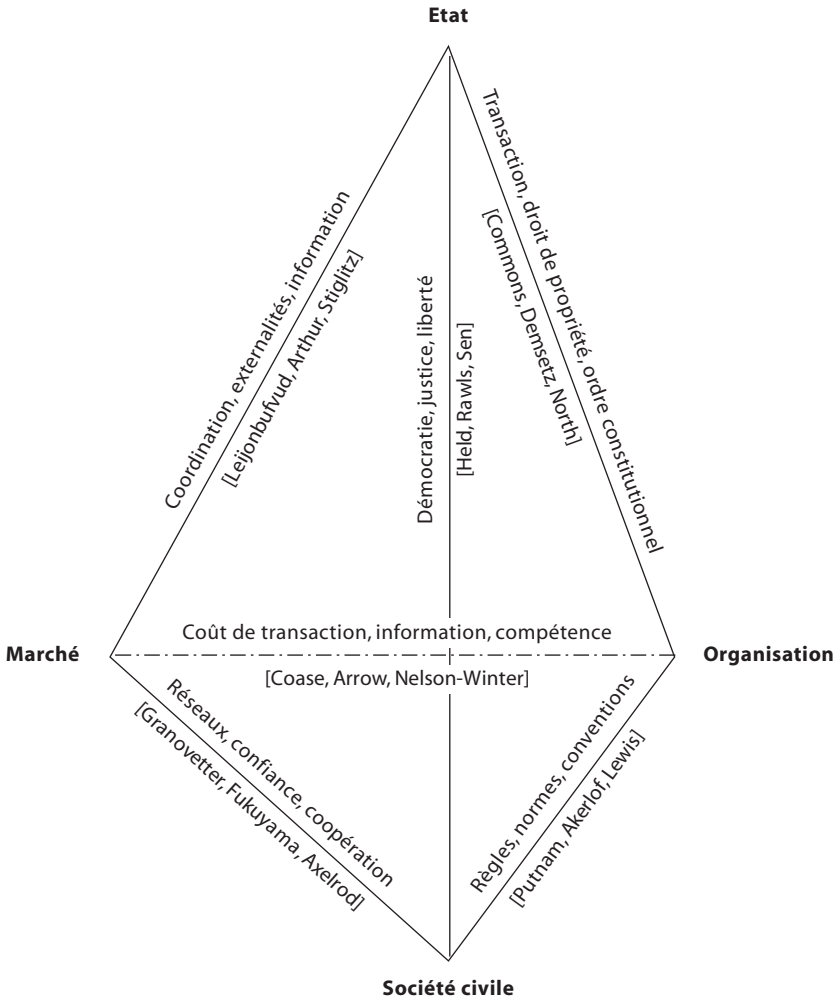 Etat
Transaction, droit de propriété, ordre constitutionnel
[Commons, Demsetz, North]
Coordination, externalités, information
[Leijonbufvud, Arthur, Stiglitz]
Démocratie, justice, liberté
[Held, Rawls, Sen]
Coût de transaction, information, compétence
Marché
Organisation
[Coase, Arrow, Nelson-Winter]
Réseaux, confiance, coopération
[Granovetter, Fukuyama, Axelrod]
Règles, normes, conventions
[Putnam, Akerlof, Lewis]
Société civile